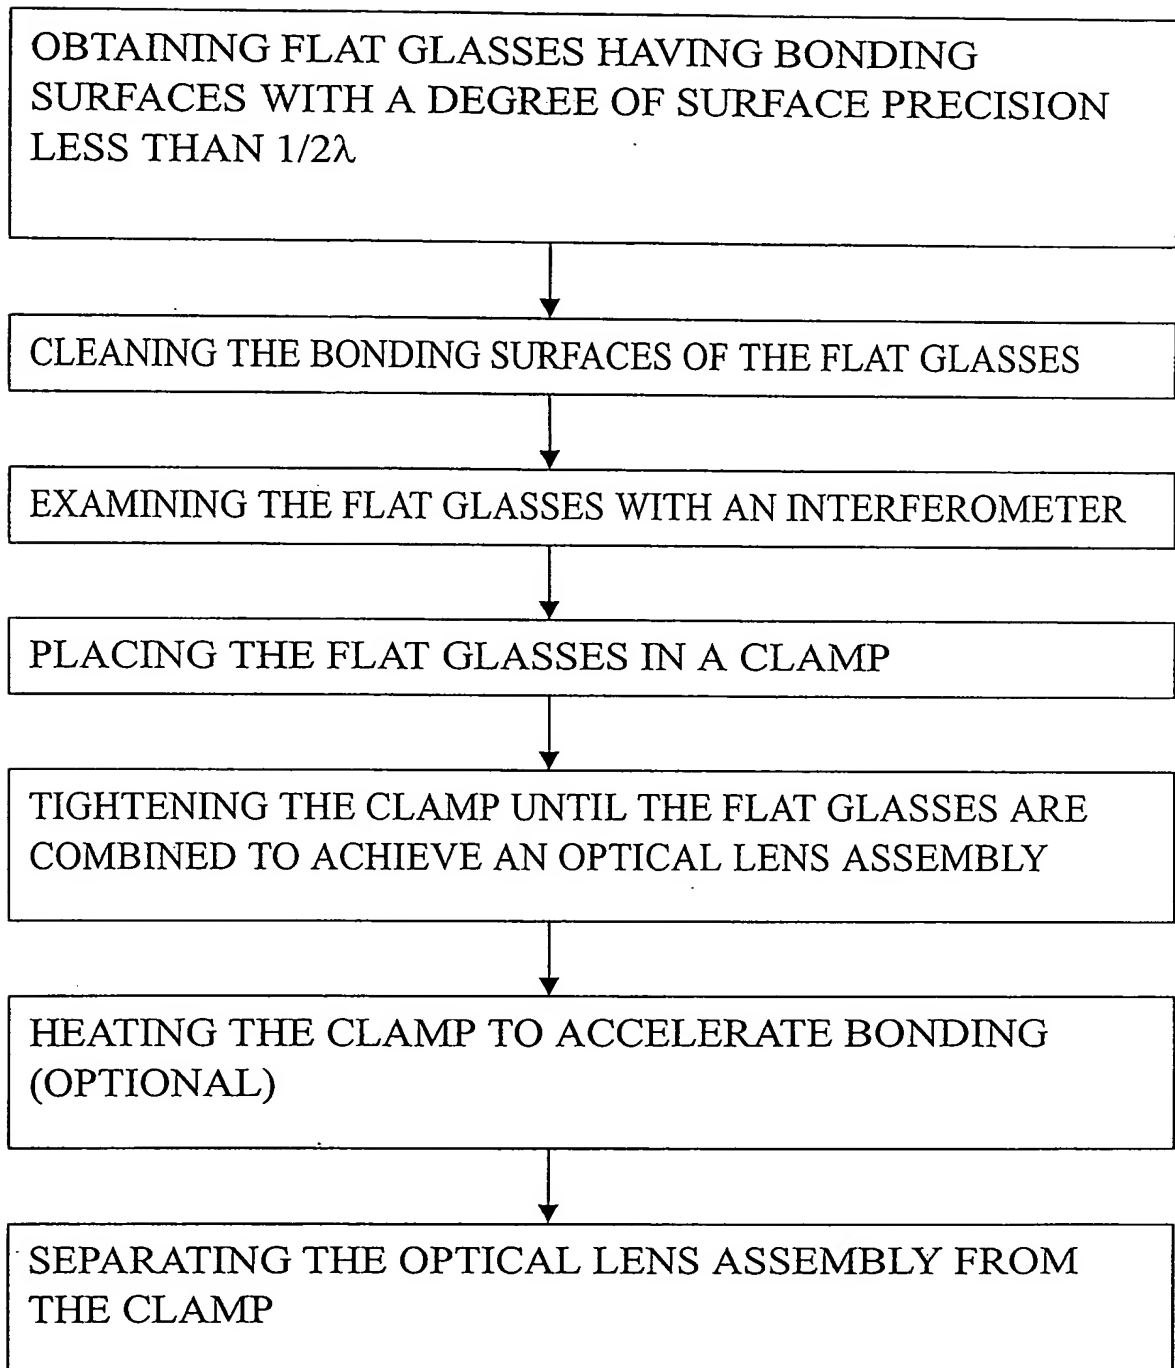 OBTAINING FLAT GLASSES HAVING BONDING
SURFACES WITH A DEGREE OF SURFACE PRECISION
LESS THAN 1/2λ
CLEANING THE BONDING SURFACES OF THE FLAT GLASSES
EXAMINING THE FLAT GLASSES WITH AN INTERFEROMETER
PLACING THE FLAT GLASSES IN A CLAMP
TIGHTENING THE CLAMP UNTIL THE FLAT GLASSES ARE
COMBINED TO ACHIEVE AN OPTICAL LENS ASSEMBLY
HEATING THE CLAMP TO ACCELERATE BONDING
(OPTIONAL)
SEPARATING THE OPTICAL LENS ASSEMBLY FROM
THE CLAMP